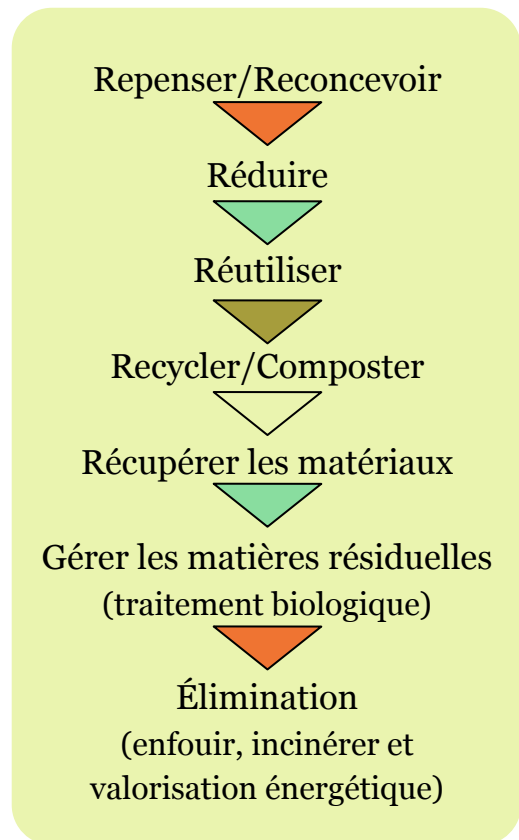 Repenser/Reconcevoir
Réduire
Réutiliser
Recycler/Composter
Récupérer les matériaux
Gérer les matières résiduelles
(traitement biologique)
Élimination
(enfouir, incinérer et
valorisation énergétique)